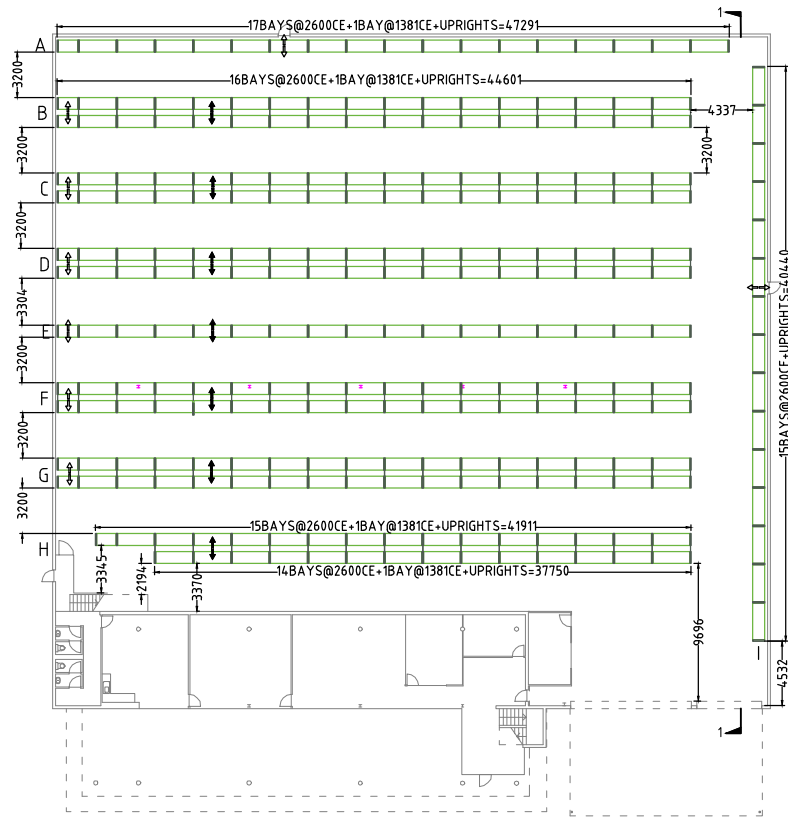 1
17BAYS@2600CE+1BAY@1381CE+UPRIGHTS=47291
A
3200
16BAYS@2600CE+1BAY@1381CE+UPRIGHTS=44601
B
4337
3200
3200
C
3200
D
3304
15BAYS@2600CE+UPRIGHTS=40440
E
3200
F
3200
G
3200
15BAYS@2600CE+1BAY@1381CE+UPRIGHTS=41911
H
3345
2194
3370
14BAYS@2600CE+1BAY@1381CE+UPRIGHTS=37750
9696
I
4532
1